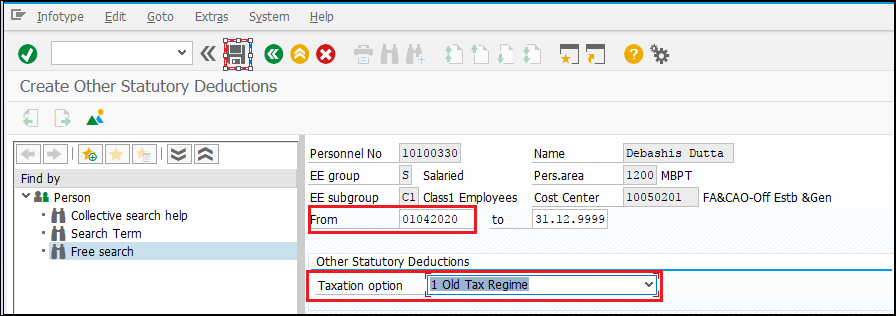 Infotype Edit Goto Extras System Help
Create Other Statutory Deductions
Find by
Person
Collective search help
Search Term
Free search
Personnel No 10100330 Name Debashis Dutta
EE group S Salaried Pers.area 1200 MBPT
EE subgroup C1 Class1 Employees Cost Center 10050201 FA&CAO-Off Estb &Gen
From 01042020 to 31.12.9999
Other Statutory Deductions
Taxation option 1 Old Tax Regime